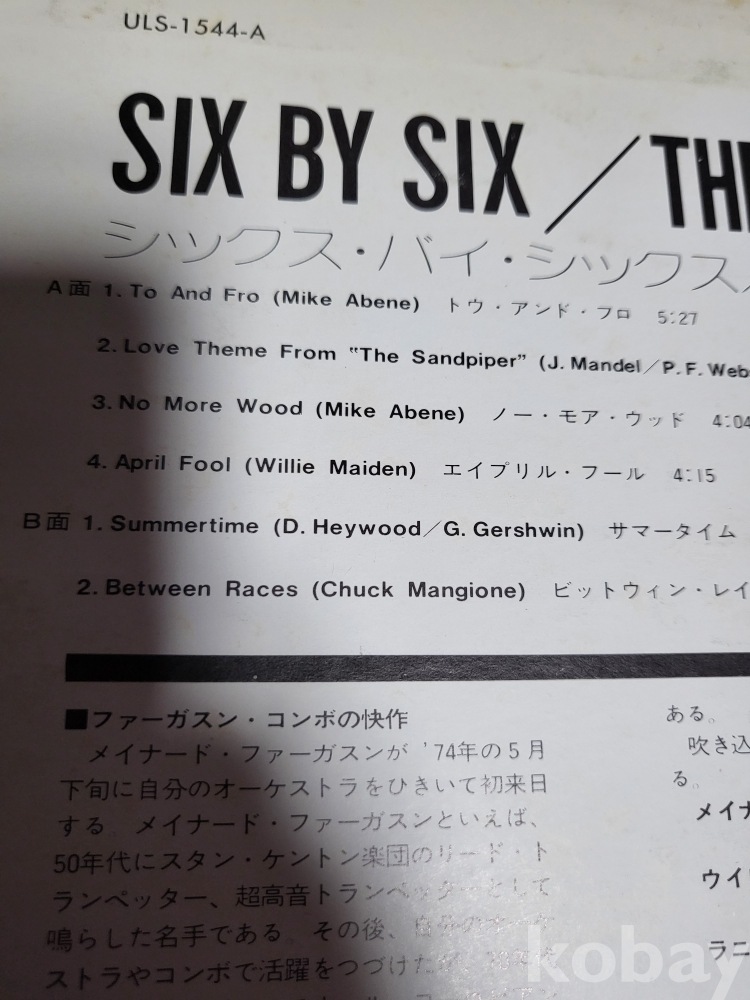 ULS-1544-A
SIX BY SIX / THE
シックス・バイ・シックス/
A面 1. To And Fro (Mike Abene) トウ・アンド・フロ 5:27
2. Love Theme From "The Sandpiper" (J. Mandel/P. F. Webs
3. No More Wood (Mike Abene) ノー・モア・ウッド 4:04
4. April Fool (Willie Maiden) エイプリル・フール 4:15
B面 1. Summertime (D. Heywood/G. Gershwin) サマータイム
2. Between Races (Chuck Mangione) ビットウィン・レイ
■ファーガスン・コンボの快作
メイナード・ファーガスンが '74年の5月
下旬に自分のオーケストラをひきいて初来日
する。メイナード・ファーガスンといえば、
50年代にスタン・ケントン楽団のリード・ト
ランペッター、超高音トランペッターとして
鳴らした名手である。その後、
ストラやコンボで活躍をつづけた
ある。
吹き込
る。
メイナ
ウイ
ラニ
kobay